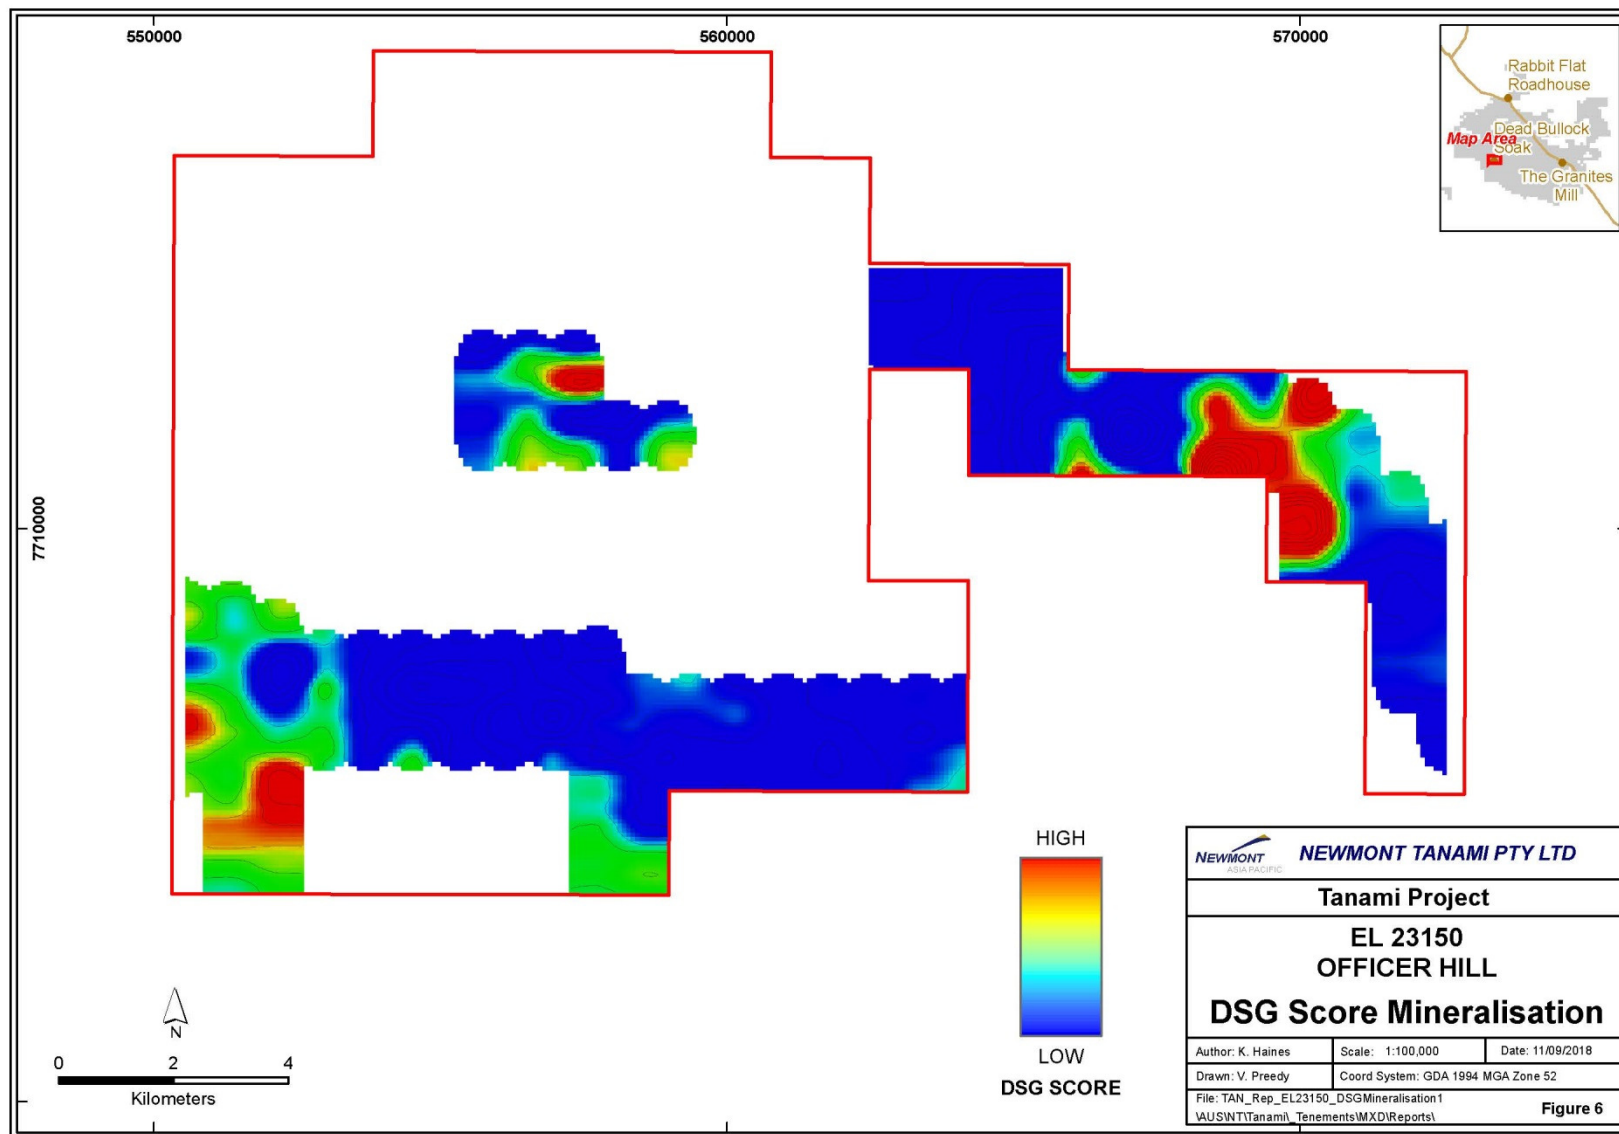 550000
560000
570000
Rabbit Flat
Roadhouse
Dead Bullock
Soak
Map Area
The Granites
Mill
7710000
HIGH
LOW
DSG SCORE
N
0 2 4
Kilometers
NEWMONT
ASIA PACIFIC
NEWMONT TANAMI PTY LTD
Tanami Project
EL 23150
OFFICER HILL
DSG Score Mineralisation
Author: K. Haines
Scale: 1:100,000
Date: 11/09/2018
Drawn: V. Preedy
Coord System: GDA 1994 MGA Zone 52
File: TAN_Rep_EL23150_DSGMineralisation1
\AUS\NT\Tanami\_Tenements\MXD\Reports\
Figure 6